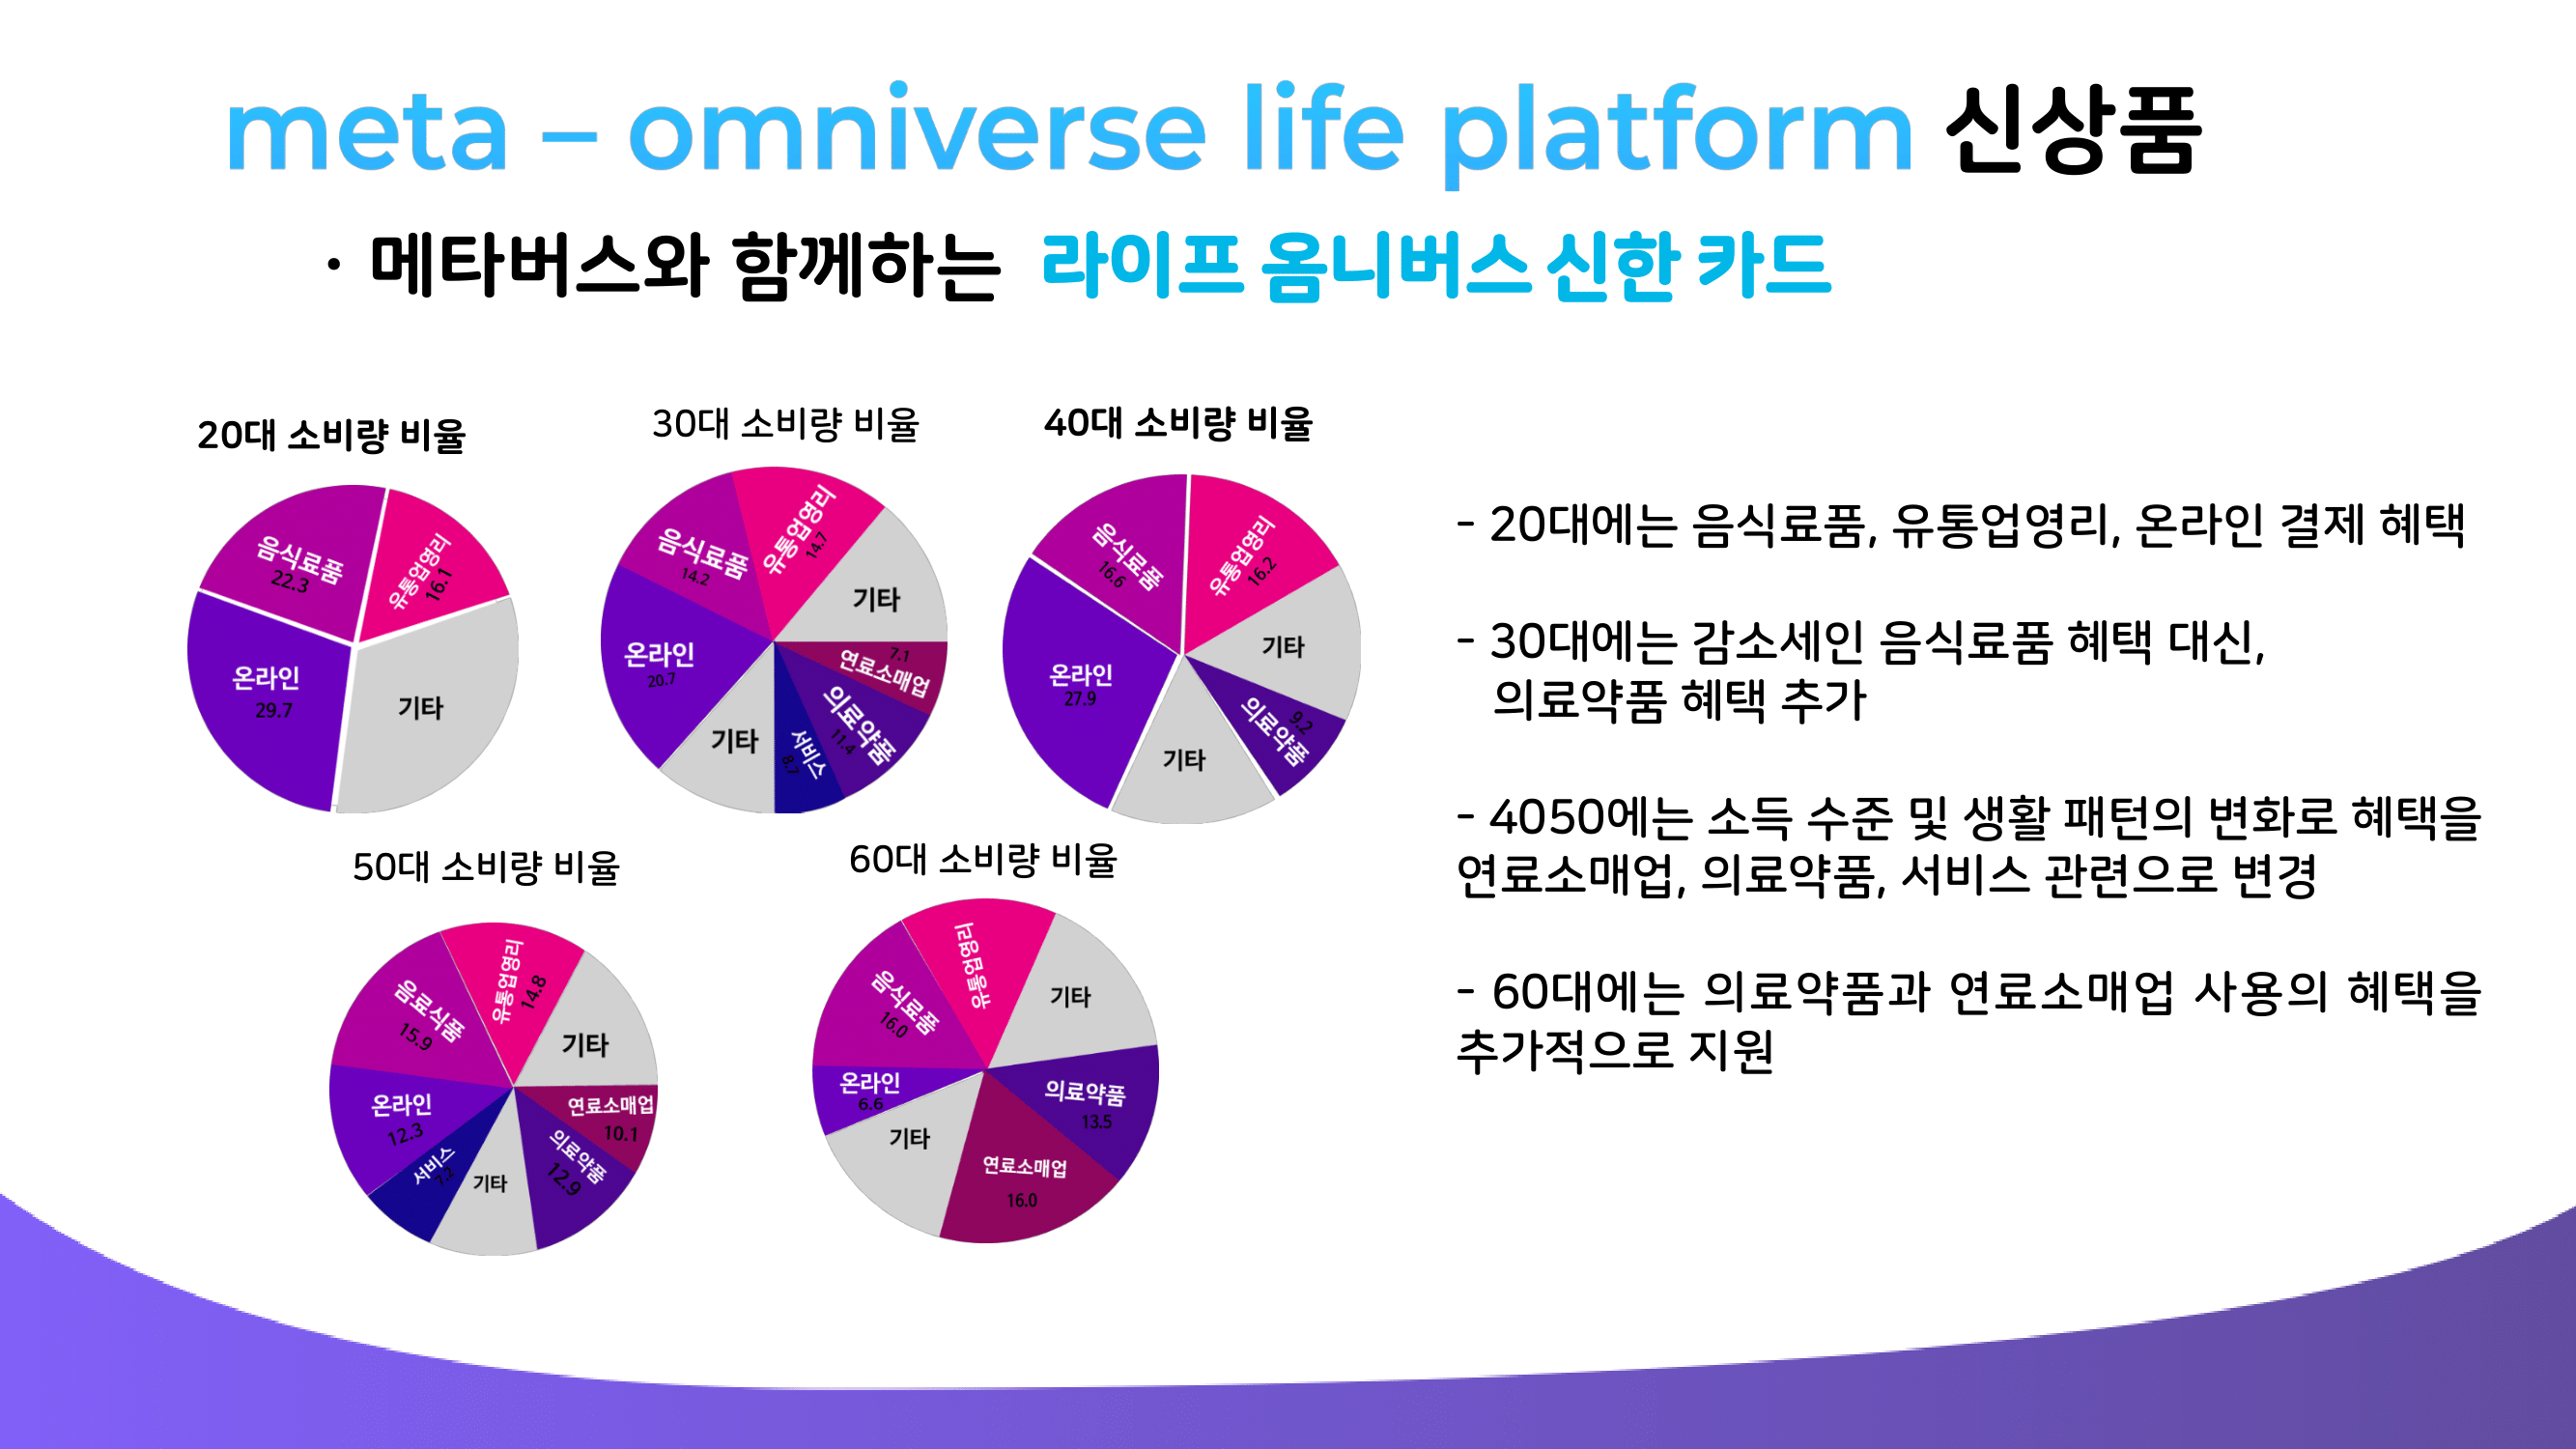 meta – omniverse life platform 신상품
· 메타버스와 함께하는 라이프 옴니버스 신한 카드
20대 소비량 비율
음식료품
22.3
유통업영리
16.1
온라인
29.7
기타
30대 소비량 비율
유통업영리
14.7
음식료품
14.2
기타
온라인
20.7
7.1
연료소매업
의료약품
11.4
서비스
8.7
기타
40대 소비량 비율
음식료품
16.6
유통업영리
16.2
기타
온라인
27.9
9.2
의료약품
기타
50대 소비량 비율
유통업영리
14.8
음료식품
15.9
기타
온라인
12.3
연료소매업
10.1
의료약품
12.9
서비스
7.2
기타
60대 소비량 비율
유통업영리
음식료품
16.0
기타
온라인
6.6
의료약품
13.5
기타
연료소매업
16.0
- 20대에는 음식료품, 유통업영리, 온라인 결제 혜택
- 30대에는 감소세인 음식료품 혜택 대신,
의료약품 혜택 추가
- 4050에는 소득 수준 및 생활 패턴의 변화로 혜택을
연료소매업, 의료약품, 서비스 관련으로 변경
- 60대에는 의료약품과 연료소매업 사용의 혜택을
추가적으로 지원